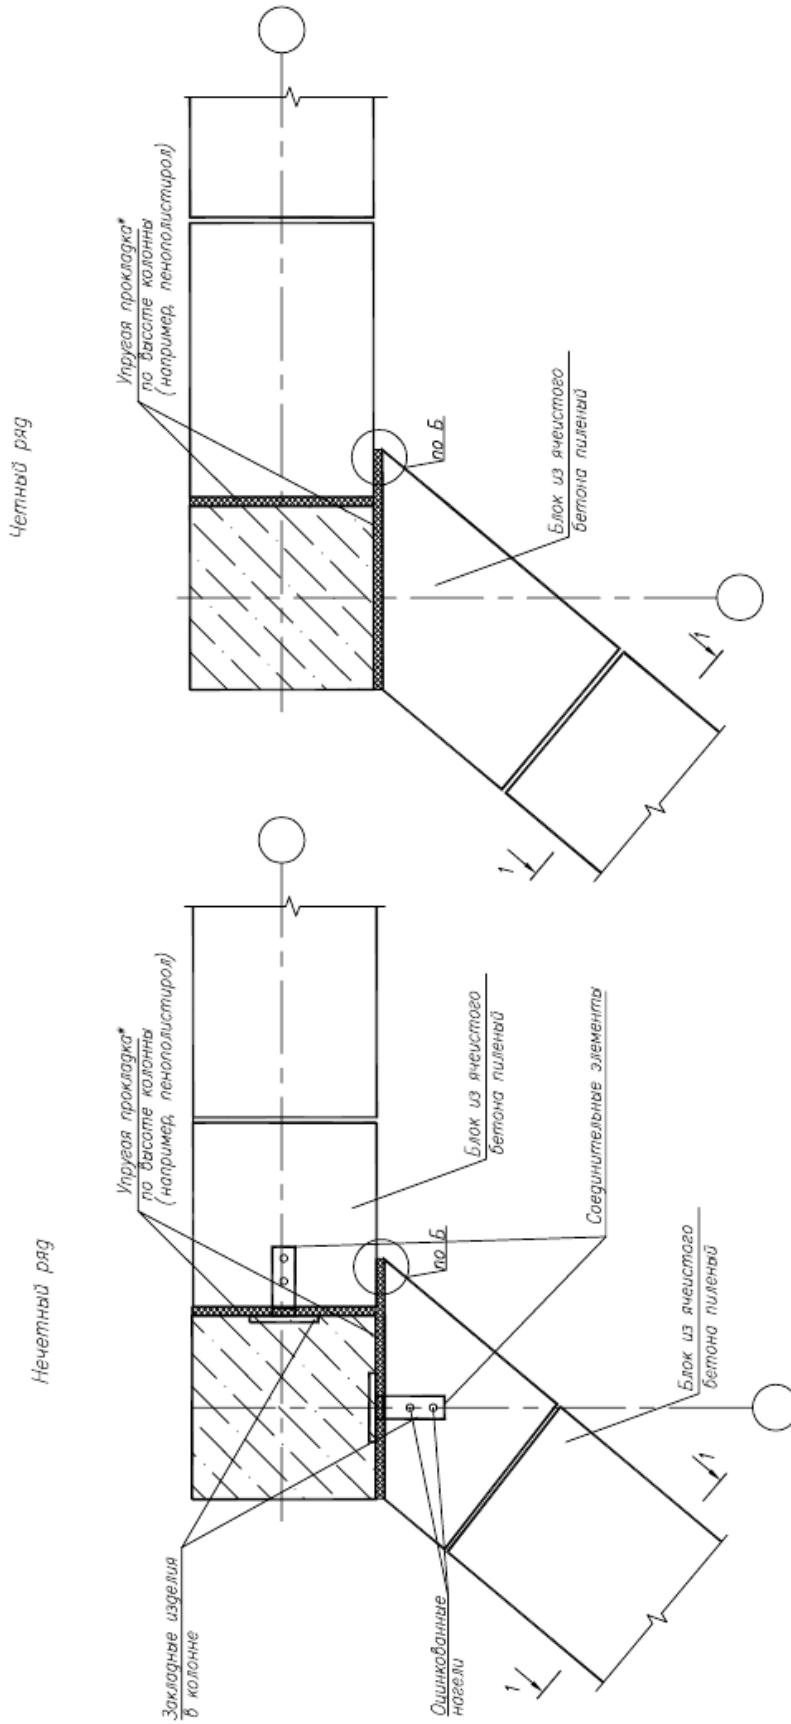 Нечетный ряд
Упругая прокладка*
по высоте колонны
(например, пенополистирол)
Закладные изделия
в колонне
Оцинкованные
нагели
по Б
Блок из ячеистого
бетона пиленый
Соединительные элементы
Блок из ячеистого
бетона пиленый
1
1
Четный ряд
Упругая прокладка*
по высоте колонны
(например, пенополистирол)
по Б
Блок из ячеистого
бетона пиленый
1
1